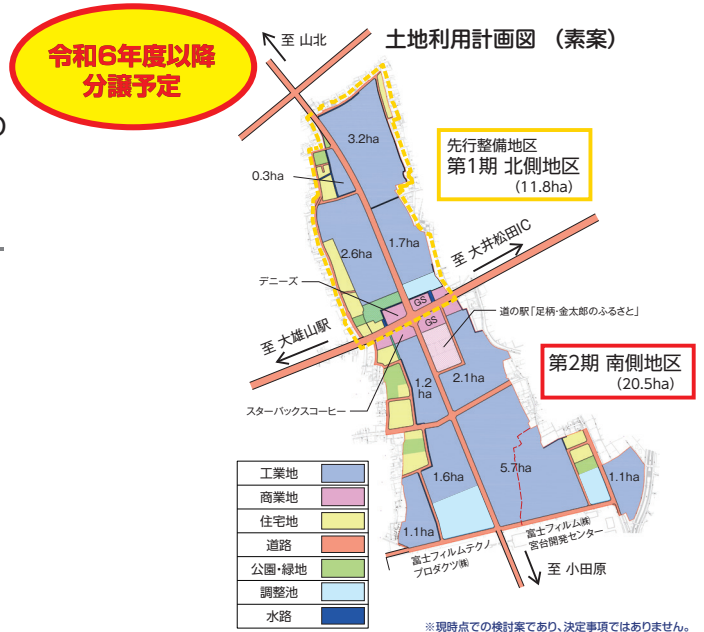 令和6年度以降
分譲予定
至 山北
土地利用計画図 （素案）
3.2ha
先行整備地区
第1期 北側地区
(11.8ha)
0.3ha
2.6ha
1.7ha
至 大井松田IC
デニーズ
GS
GS
道の駅「足柄・金太郎のふるさと」
至 大雄山駅
第2期 南側地区
(20.5ha)
1.2
ha
2.1ha
スターバックスコーヒー
1.6ha
5.7ha
1.1ha
1.1ha
工業地
商業地
住宅地
道路
公園・緑地
調整池
水路
富士フィルムテクノ
プロダクツ㈱
富士フィルム㈱
宮台開発センター
至 小田原
※現時点での検討案であり、決定事項ではありません。